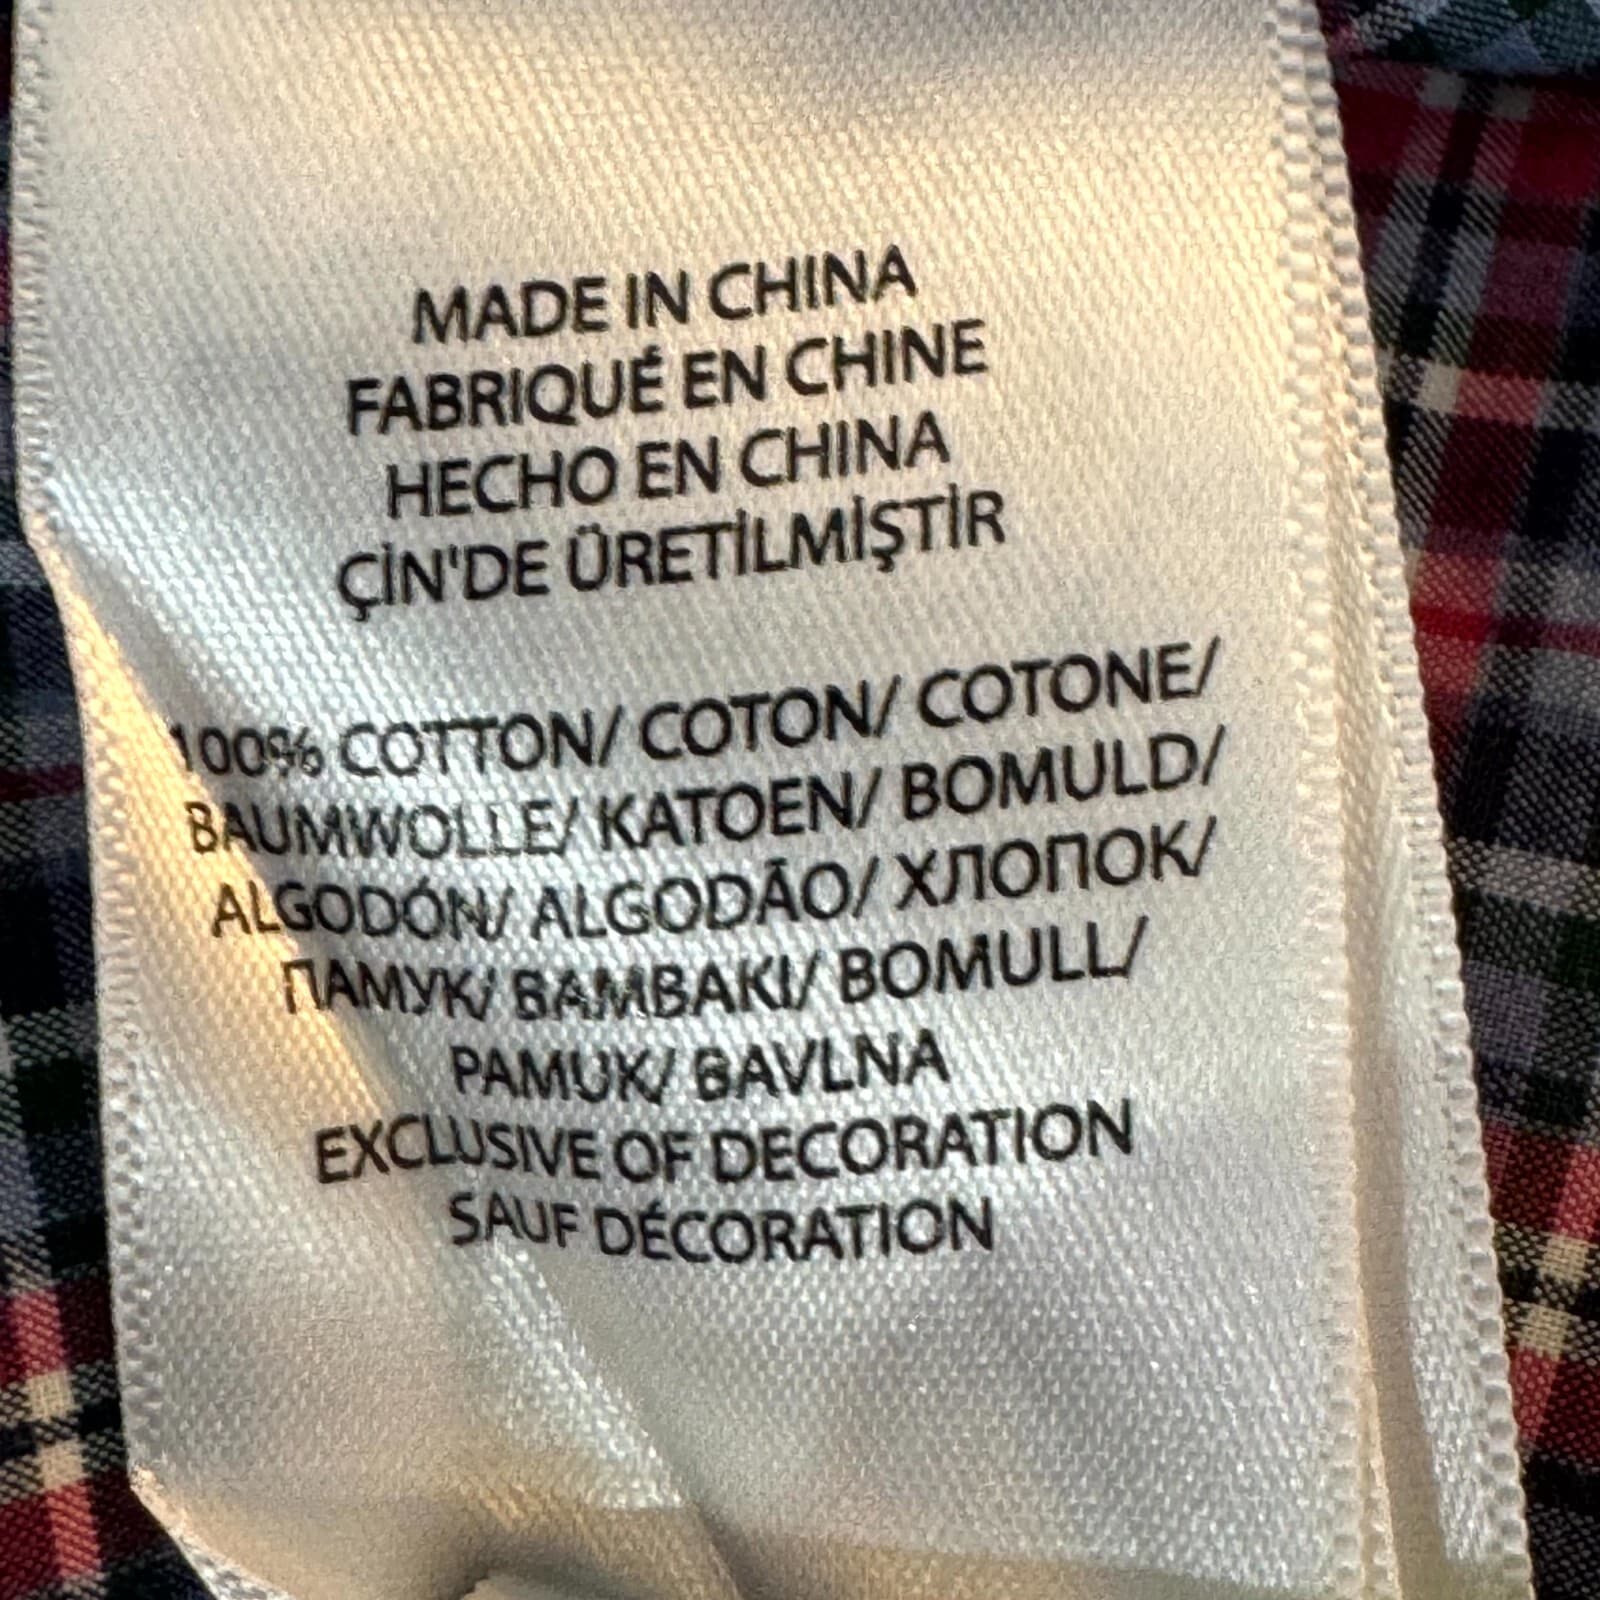 MADE IN CHINA
FABRIQUÉ EN CHINE
HECHO EN CHINA
ÇİN'DE ÜRETİLMİŞTİR
100% COTTON/ COTON/ COTONE/
BAUMWOLLE/ KATOEN/ BOMULD/
ALGODÓN/ ALGODÃO/ ХЛОПОК/
ПАМУК/ BAMBAKI/ BOMULL/
PAMUK/ BAVLNA
EXCLUSIVE OF DECORATION
SAUF DÉCORATION